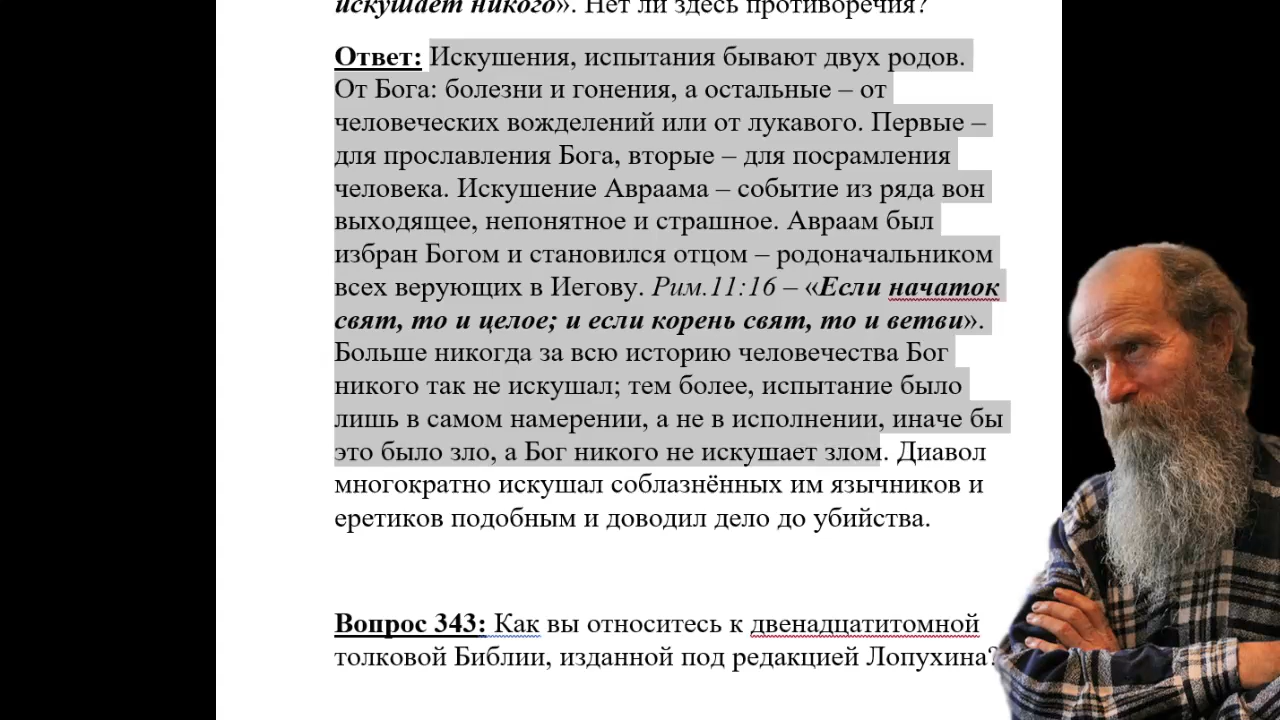 искушает никого». Нет ли здесь противоречия?
Ответ: Искушения, испытания бывают двух родов.
От Бога: болезни и гонения, а остальные – от
человеческих вожделений или от лукавого. Первые –
для прославления Бога, вторые – для посрамления
человека. Искушение Авраама – событие из ряда вон
выходящее, непонятное и страшное. Авраам был
избран Богом и становился отцом – родоначальником
всех верующих в Иегову. Рим.11:16 – «Если начаток
свят, то и целое; и если корень свят, то и ветви».
Больше никогда за всю историю человечества Бог
никого так не искушал; тем более, испытание было
лишь в самом намерении, а не в исполнении, иначе бы
это было зло, а Бог никого не искушает злом. Диавол
многократно искушал соблазнённых им язычников и
еретиков подобным и доводил дело до убийства.
Вопрос 343: Как вы относитесь к двенадцатитомной
толковой Библии, изданной под редакцией Лопухина?